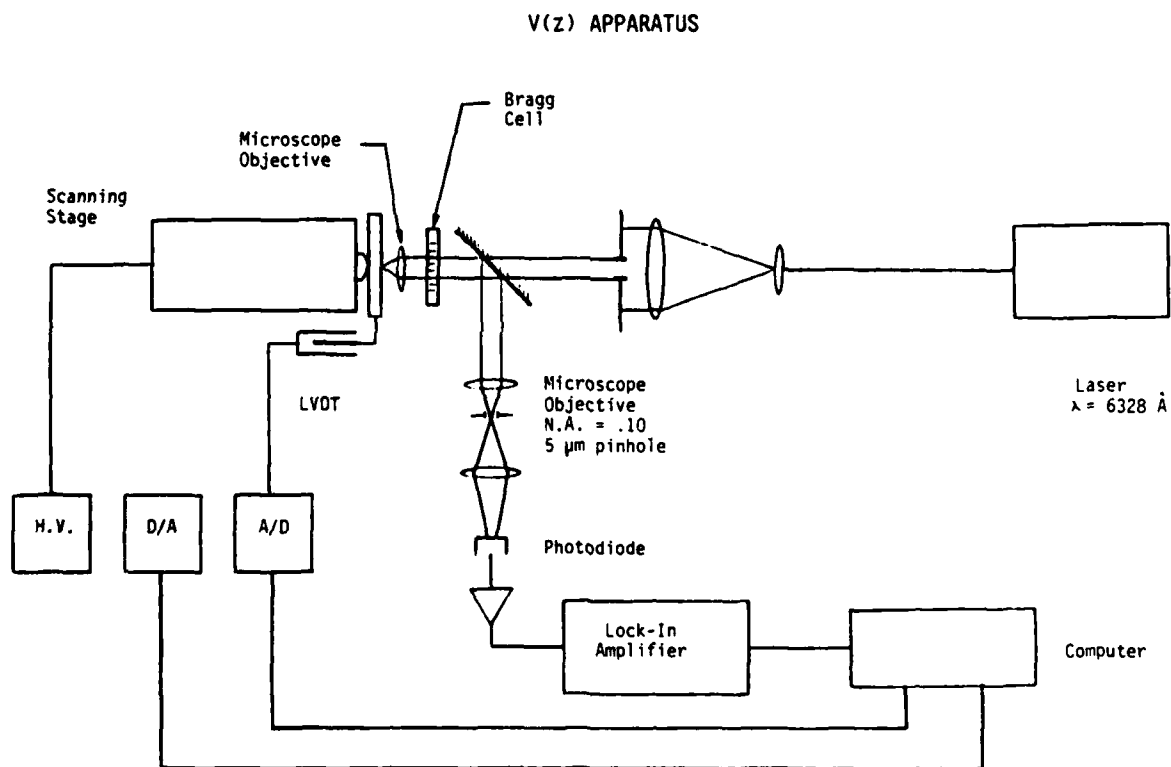 V(z) APPARATUS
Bragg
Cell
Microscope
Objective
Scanning
Stage
LVDT
Microscope
Objective
N.A. = .10
5 µm pinhole
Laser
λ = 6328 Å
H.V.
D/A
A/D
Photodiode
Lock-In
Amplifier
Computer